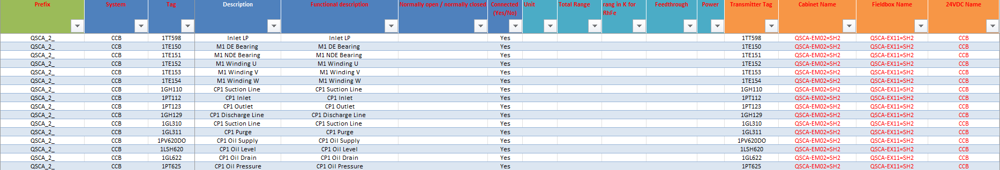 Prefix System Tag Description Functional description Normally open / normally closed Connected (Yes/No) Unit Total Range rang in K for RhFe Feedthrough Power Transmitter Tag Cabinet Name Fieldbox Name 24VDC Name
QSCA_2_ CCB 1TT598 Inlet LP Inlet LP Yes 1TT598 QSCA-EM02=SH2 QSCA-EX11=SH2 CCB
QSCA_2_ CCB 1TE150 M1 DE Bearing M1 DE Bearing Yes 1TE150 QSCA-EM02=SH2 QSCA-EX11=SH2 CCB
QSCA_2_ CCB 1TE151 M1 NDE Bearing M1 NDE Bearing Yes 1TE151 QSCA-EM02=SH2 QSCA-EX11=SH2 CCB
QSCA_2_ CCB 1TE152 M1 Winding U M1 Winding U Yes 1TE152 QSCA-EM02=SH2 QSCA-EX11=SH2 CCB
QSCA_2_ CCB 1TE153 M1 Winding V M1 Winding V Yes 1TE153 QSCA-EM02=SH2 QSCA-EX11=SH2 CCB
QSCA_2_ CCB 1TE154 M1 Winding W M1 Winding W Yes 1TE154 QSCA-EM02=SH2 QSCA-EX11=SH2 CCB
QSCA_2_ CCB 1GH110 CP1 Suction Line CP1 Suction Line Yes 1GH110 QSCA-EM02=SH2 QSCA-EX11=SH2 CCB
QSCA_2_ CCB 1PT112 CP1 Inlet CP1 Inlet Yes 1PT112 QSCA-EM02=SH2 QSCA-EX11=SH2 CCB
QSCA_2_ CCB 1PT123 CP1 Outlet CP1 Outlet Yes 1PT123 QSCA-EM02=SH2 QSCA-EX11=SH2 CCB
QSCA_2_ CCB 1GH129 CP1 Discharge Line CP1 Discharge Line Yes 1GH129 QSCA-EM02=SH2 QSCA-EX11=SH2 CCB
QSCA_2_ CCB 1GL310 CP1 Suction Line CP1 Suction Line Yes 1GL310 QSCA-EM02=SH2 QSCA-EX11=SH2 CCB
QSCA_2_ CCB 1GL311 CP1 Purge CP1 Purge Yes 1GL311 QSCA-EM02=SH2 QSCA-EX11=SH2 CCB
QSCA_2_ CCB 1PV620DO CP1 Oil Supply CP1 Oil Supply Yes 1PV620DO QSCA-EM02=SH2 QSCA-EX11=SH2 CCB
QSCA_2_ CCB 1LSH620 CP1 Oil Level CP1 Oil Level Yes 1LSH620 QSCA-EM02=SH2 QSCA-EX11=SH2 CCB
QSCA_2_ CCB 1GL622 CP1 Oil Drain CP1 Oil Drain Yes 1GL622 QSCA-EM02=SH2 QSCA-EX11=SH2 CCB
QSCA_2_ CCB 1PT625 CP1 Oil Pressure CP1 Oil Pressure Yes 1PT625 QSCA-EM02=SH2 QSCA-EX11=SH2 CCB